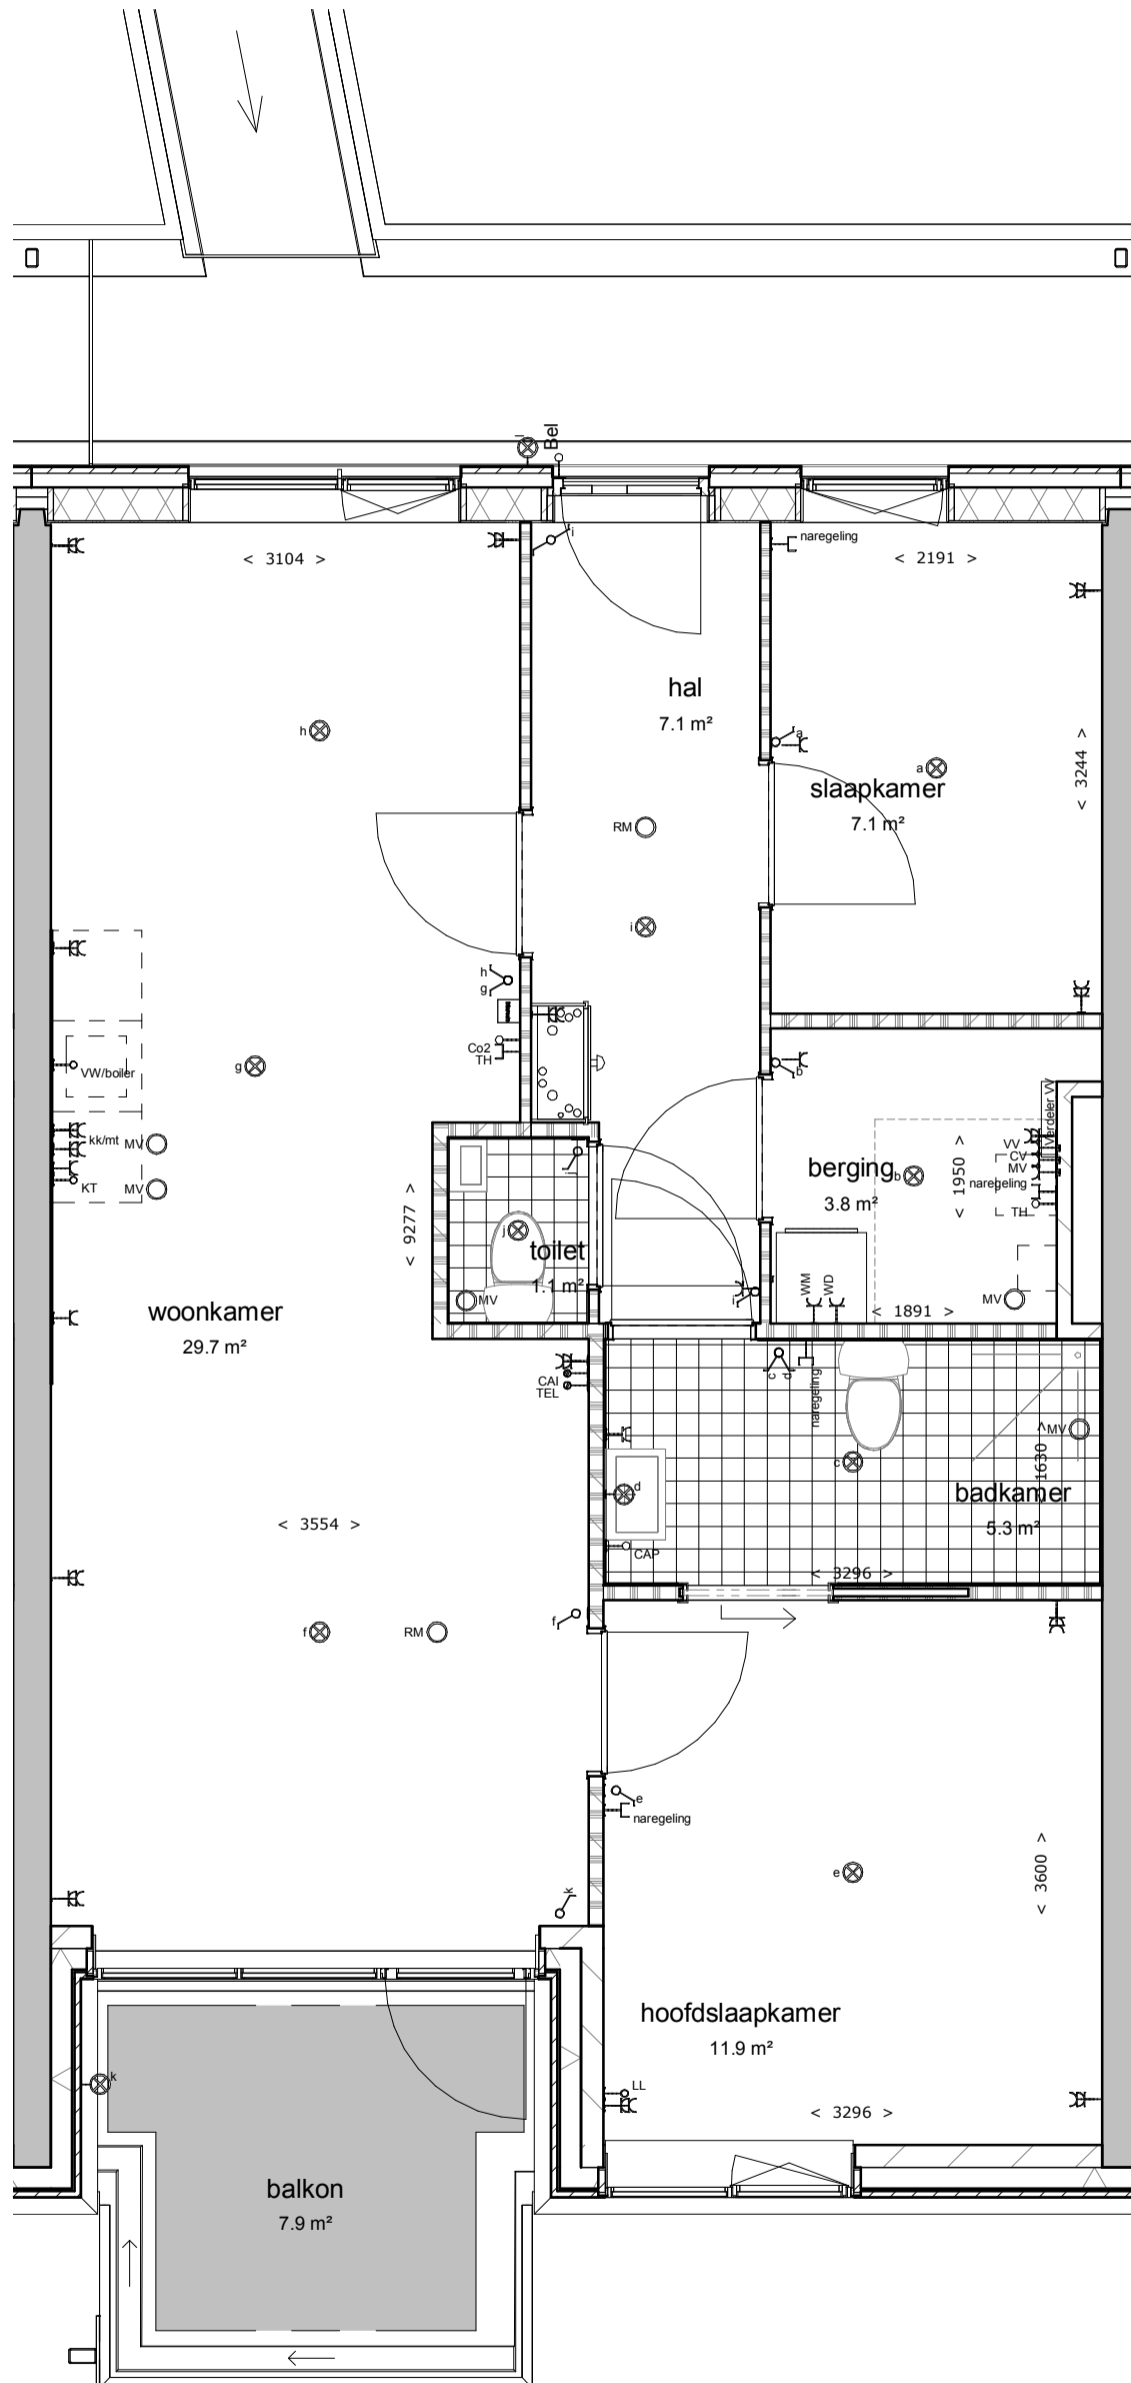 Bel
i
i
naregeling
< 3104 >
< 2191 >
hal
7.1 m²
h
a
a
slaapkamer
7.1 m²
< 3244 >
RM
i
h
g
Co2
TH
g
VW/boiler
b
kk/mt
MV
KT
MV
Verdeler VV
VV
CV
MV
naregeling
TH
berging
3.8 m²
b
< 1950 >
< 9277 >
j
j
toilet
1.1 m²
MV
i
WM
WD
MV
< 1891 >
woonkamer
29.7 m²
CAI
TEL
c
d
naregeling
MV
< 1630 >
c
d
badkamer
5.3 m²
CAP
< 3554 >
< 3296 >
f
f
RM
e
naregeling
e
< 3600 >
k
hoofdslaapkamer
11.9 m²
k
LL
< 3296 >
balkon
7.9 m²